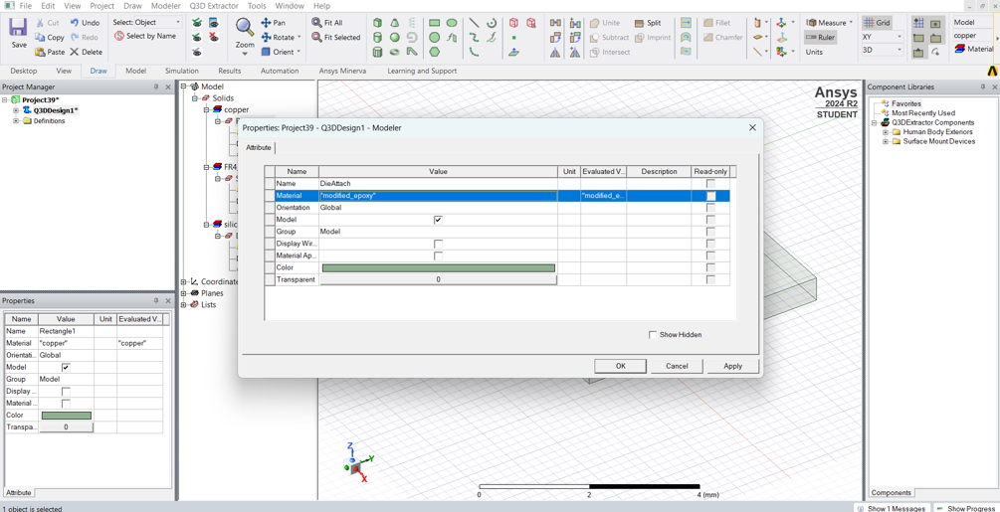 File Edit View Project Draw Modeler Q3D Extractor Tools Window Help
Save
Cut
Copy
Paste
Undo
Redo
Delete
Select: Object
Select by Name
Zoom
Pan
Rotate
Orient
Fit All
Fit Selected
Unite
Subtract
Intersect
Split
Imprint
Fillet
Chamfer
Measure
Ruler
Units
Grid
XY
3D
Model
copper
Material
Desktop View Draw Model Simulation Results Automation Ansys Minerva Learning and Support
Project Manager
Project39*
Q3DDesign1*
Definitions
Properties
Name Value Unit Evaluated V...
Name Rectangle1
Material "copper" "copper"
Orientati... Global
Model
Group Model
Display ...
Material ...
Color
Transpa... 0
Attribute
1 object is selected
Model
Solids
copper
FR4_
silic
Coordinate
Planes
Lists
Ansys
2024 R2
STUDENT
Properties: Project39 - Q3DDesign1 - Modeler
Attribute
Name Value Unit Evaluated V... Description Read-only
Name DieAttach
Material "modified_epoxy" "modified_e...
Orientation Global
Model
Group Model
Display Wir...
Material Ap...
Color
Transparent 0
Show Hidden
OK Cancel Apply
Z
Y
X
0 2 4 (mm)
Component Libraries
Favorites
Most Recently Used
Q3DExtractor Components
Human Body Exteriors
Surface Mount Devices
Components
Show 1 Messages Show Progress